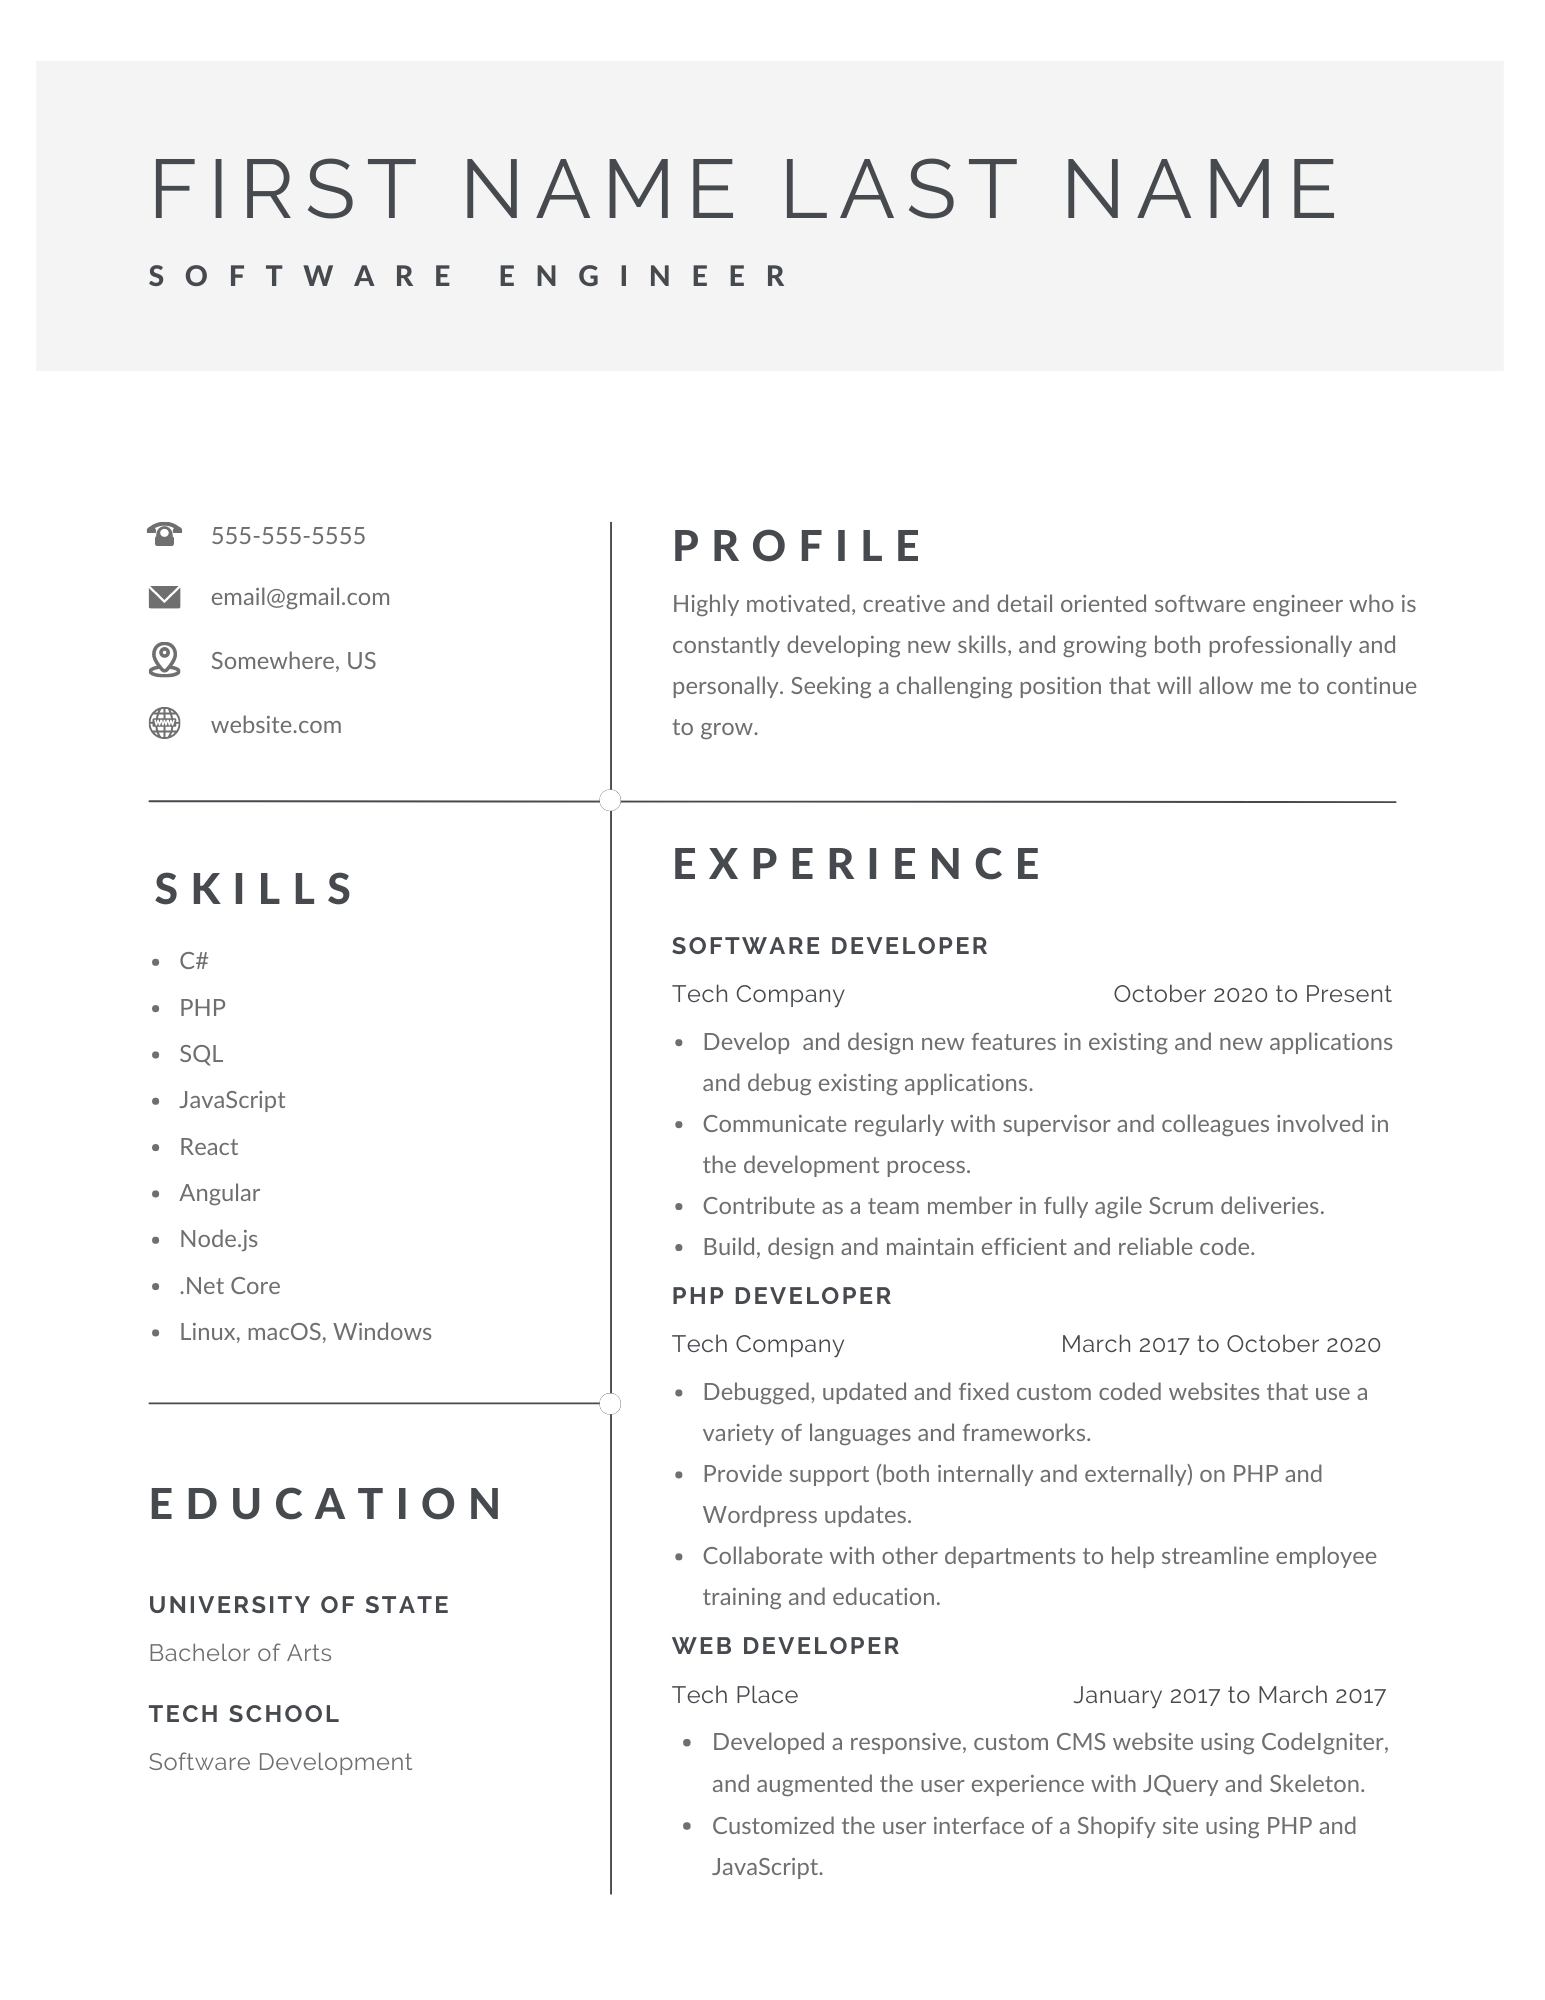 FIRST NAME LAST NAME
SOFTWARE ENGINEER
555-555-5555
email@gmail.com
Somewhere, US
website.com
PROFILE
Highly motivated, creative and detail oriented software engineer who is
constantly developing new skills, and growing both professionally and
personally. Seeking a challenging position that will allow me to continue
to grow.
SKILLS
• C#
• PHP
• SQL
• JavaScript
• React
• Angular
• Node.js
• .Net Core
• Linux, macOS, Windows
EDUCATION
UNIVERSITY OF STATE
Bachelor of Arts
TECH SCHOOL
Software Development
EXPERIENCE
SOFTWARE DEVELOPER
Tech Company October 2020 to Present
• Develop  and design new features in existing and new applications
and debug existing applications.
• Communicate regularly with supervisor and colleagues involved in
the development process.
• Contribute as a team member in fully agile Scrum deliveries.
• Build, design and maintain efficient and reliable code.
PHP DEVELOPER
Tech Company March 2017 to October 2020
• Debugged, updated and fixed custom coded websites that use a
variety of languages and frameworks.
• Provide support (both internally and externally) on PHP and
Wordpress updates.
• Collaborate with other departments to help streamline employee
training and education.
WEB DEVELOPER
Tech Place January 2017 to March 2017
• Developed a responsive, custom CMS website using CodeIgniter,
and augmented the user experience with JQuery and Skeleton.
• Customized the user interface of a Shopify site using PHP and
JavaScript.